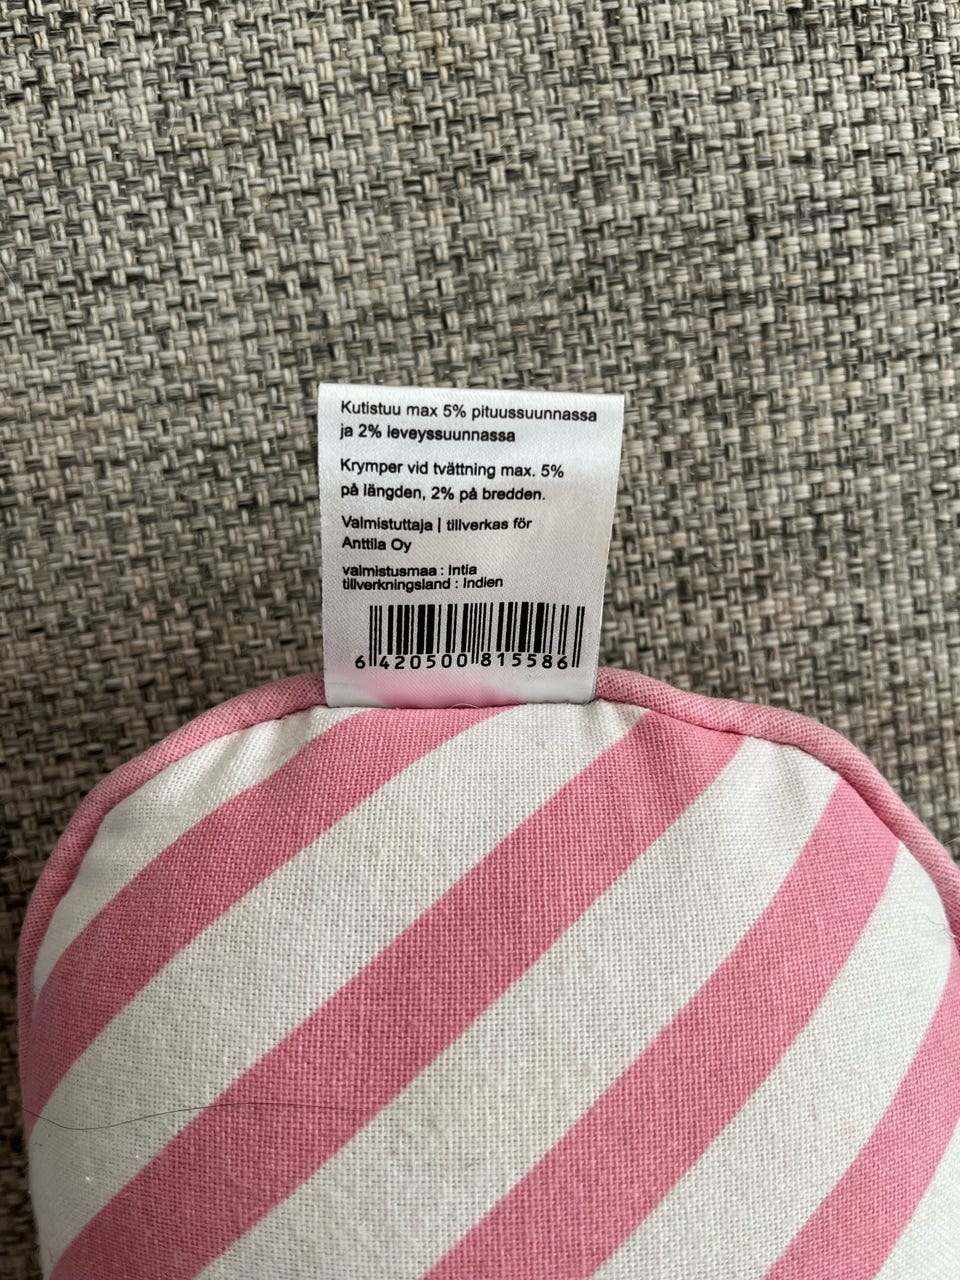 Kutistuu max 5% pituussuunnassa
ja 2% leveyssuunnassa
Krymper vid tvättning max. 5%
på längden, 2% på bredden.
Valmistuttaja | tillverkas för
Anttila Oy
valmistusmaa : Intia
tillverkningsland : Indien
6 420500 815586